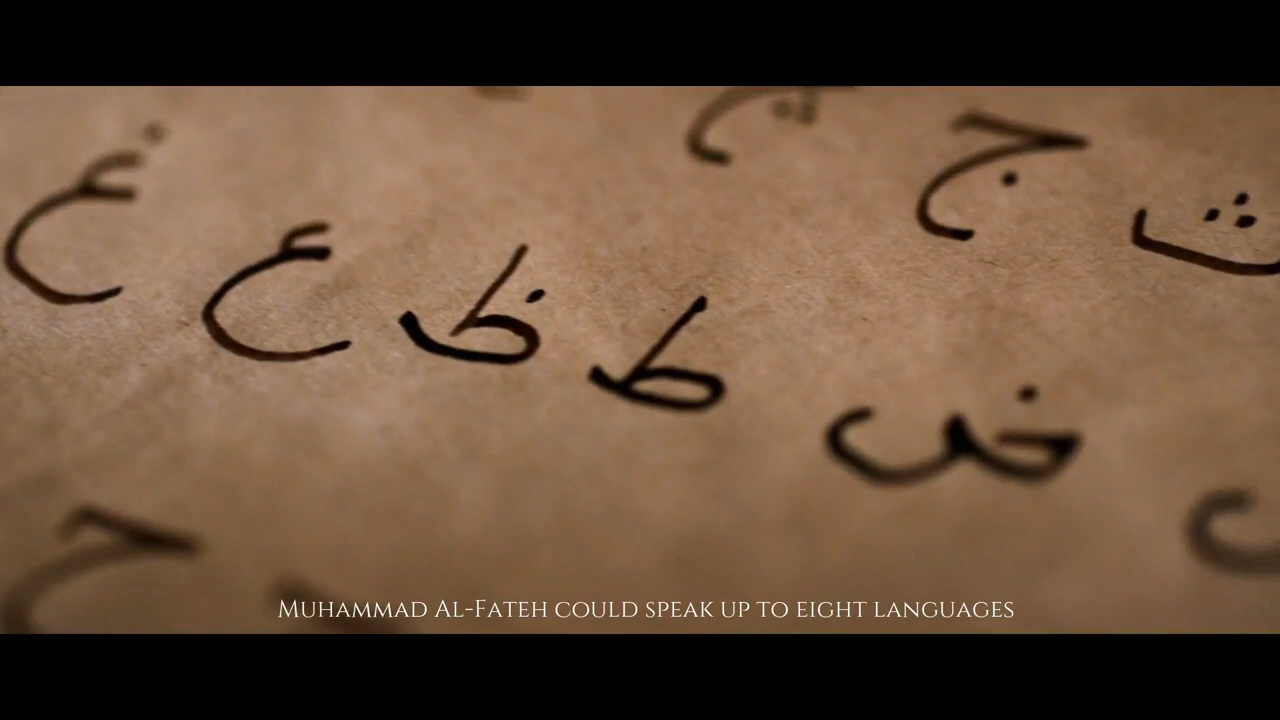 ث ج
ض ط ظ ع غ
ح
Muhammad Al-Fateh could speak up to eight languages